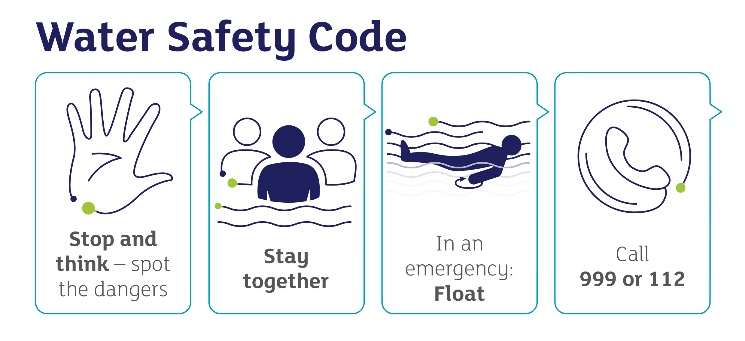 Water Safety Code
Stop and
think – spot
the dangers
Stay
together
In an
emergency:
Float
Call
999 or 112